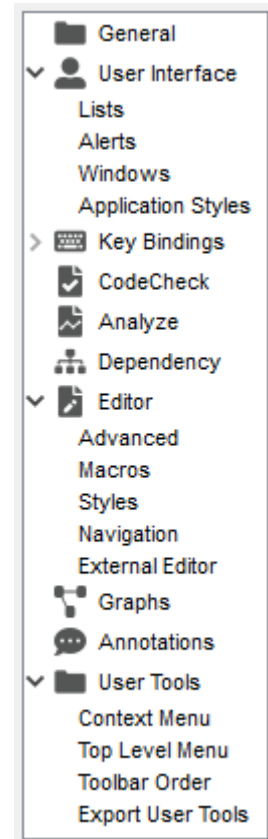 General
User Interface
Lists
Alerts
Windows
Application Styles
Key Bindings
CodeCheck
Analyze
Dependency
Editor
Advanced
Macros
Styles
Navigation
External Editor
Graphs
Annotations
User Tools
Context Menu
Top Level Menu
Toolbar Order
Export User Tools